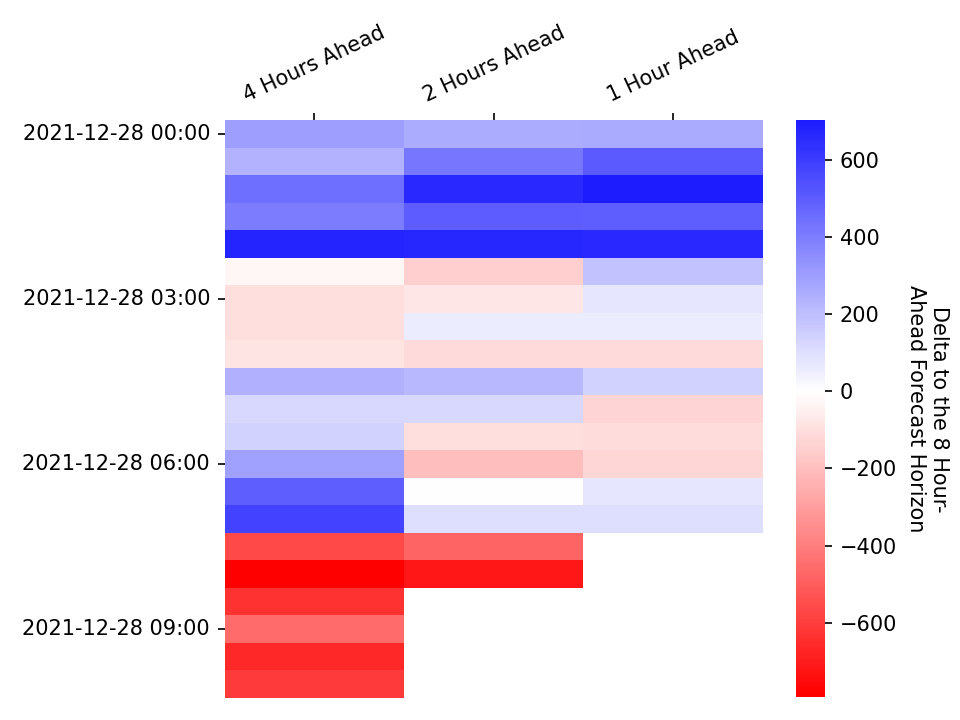 4 Hours Ahead
2 Hours Ahead
1 Hour Ahead
2021-12-28 00:00
2021-12-28 03:00
2021-12-28 06:00
2021-12-28 09:00
600
400
200
0
−200
−400
−600
Delta to the 8 Hour-
Ahead Forecast Horizon